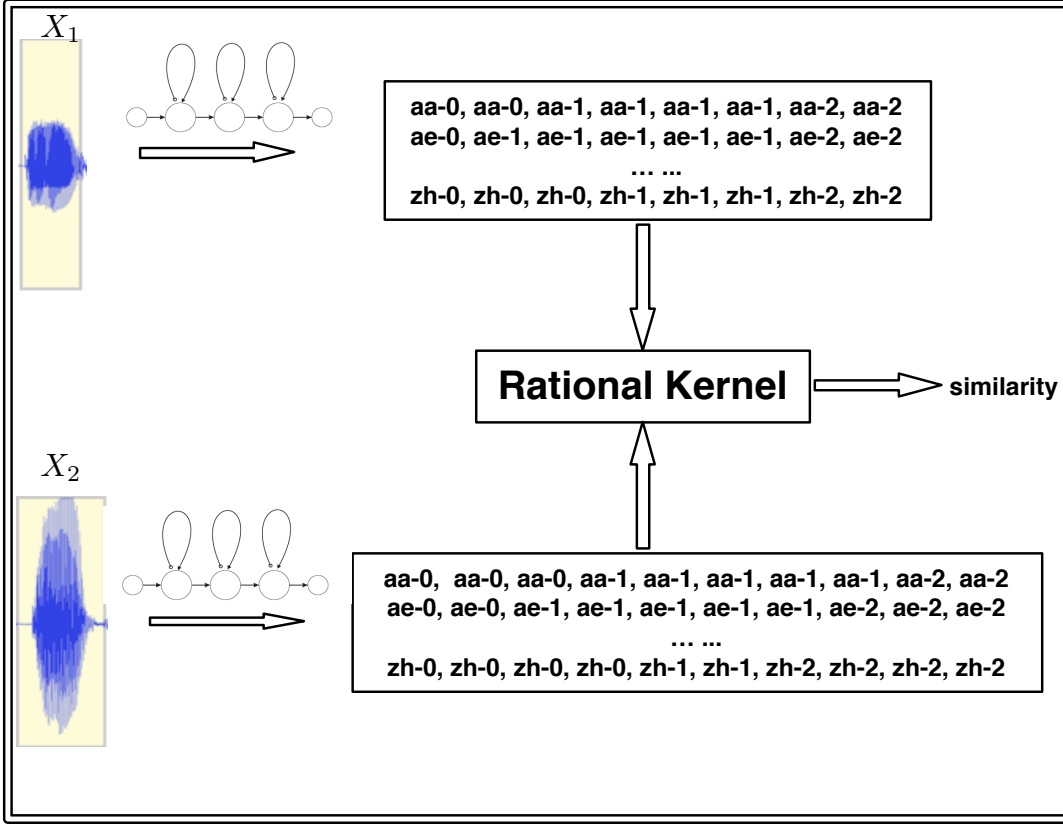 X1
aa-0, aa-0, aa-1, aa-1, aa-1, aa-1, aa-2, aa-2
ae-0, ae-1, ae-1, ae-1, ae-1, ae-1, ae-2, ae-2
... ...
zh-0, zh-0, zh-0, zh-1, zh-1, zh-1, zh-2, zh-2
Rational Kernel
similarity
X2
aa-0, aa-0, aa-0, aa-1, aa-1, aa-1, aa-1, aa-1, aa-2, aa-2
ae-0, ae-0, ae-1, ae-1, ae-1, ae-1, ae-1, ae-2, ae-2, ae-2
... ...
zh-0, zh-0, zh-0, zh-0, zh-1, zh-1, zh-2, zh-2, zh-2, zh-2